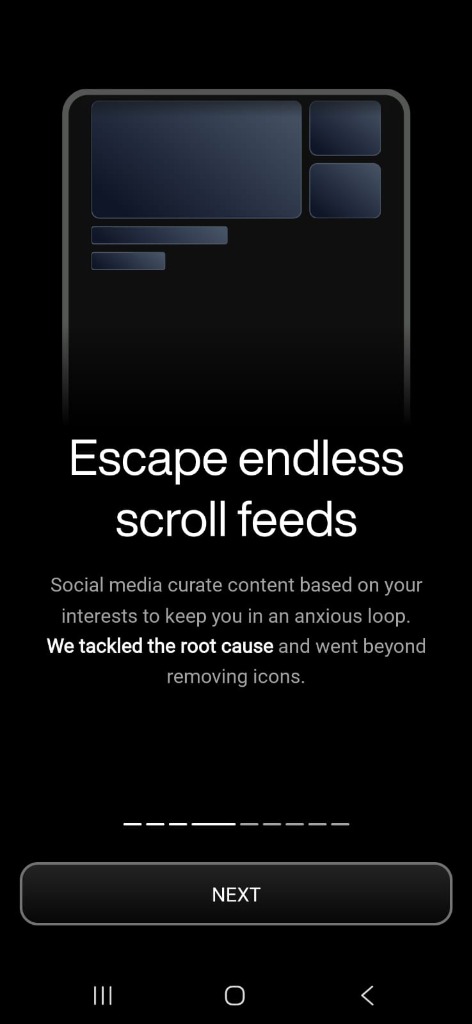 Escape endless
scroll feeds
Social media curate content based on your
interests to keep you in an anxious loop.
We tackled the root cause and went beyond
removing icons.
NEXT